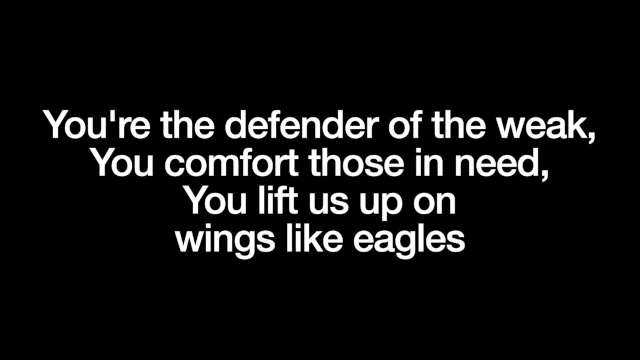 You're the defender of the weak,
You comfort those in need,
You lift us up on
wings like eagles